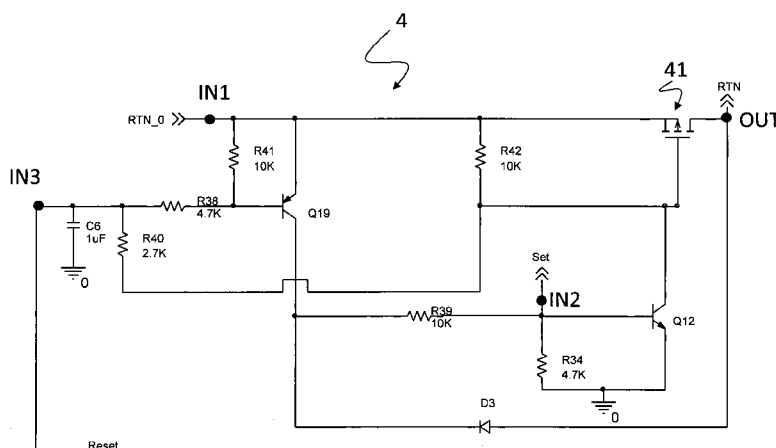 4
41
RTN
IN1
RTN_0
OUT
R41
10K
R42
10K
IN3
R38
4.7K
Q19
C6
1uF
R40
2.7K
0
Set
IN2
R39
10K
Q12
R34
4.7K
0
D3
Reset